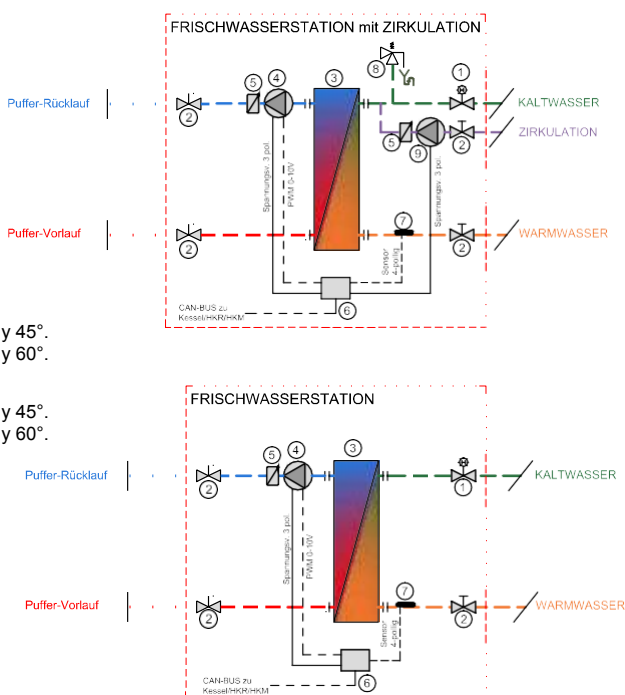 FRISCHWASSERSTATION mit ZIRKULATION
8
1
5
4
3
Puffer-Rücklauf
KALTWASSER
2
5
9
2
ZIRKULATION
Spannungsv. 3 pol.
PWM 0-10V
Spannungsv. 3 pol.
7
Puffer-Vorlauf
WARMWASSER
2
2
Sensor
4-polig
CAN-BUS zu
Kessel/HKR/HKM
6
y 45°.
y 60°.
y 45°.
y 60°.
FRISCHWASSERSTATION
5
4
3
Puffer-Rücklauf
KALTWASSER
2
1
Spannungsv. 3 pol.
PWM 0-10V
7
Puffer-Vorlauf
WARMWASSER
2
2
Sensor
4-polig
CAN-BUS zu
Kessel/HKR/HKM
6